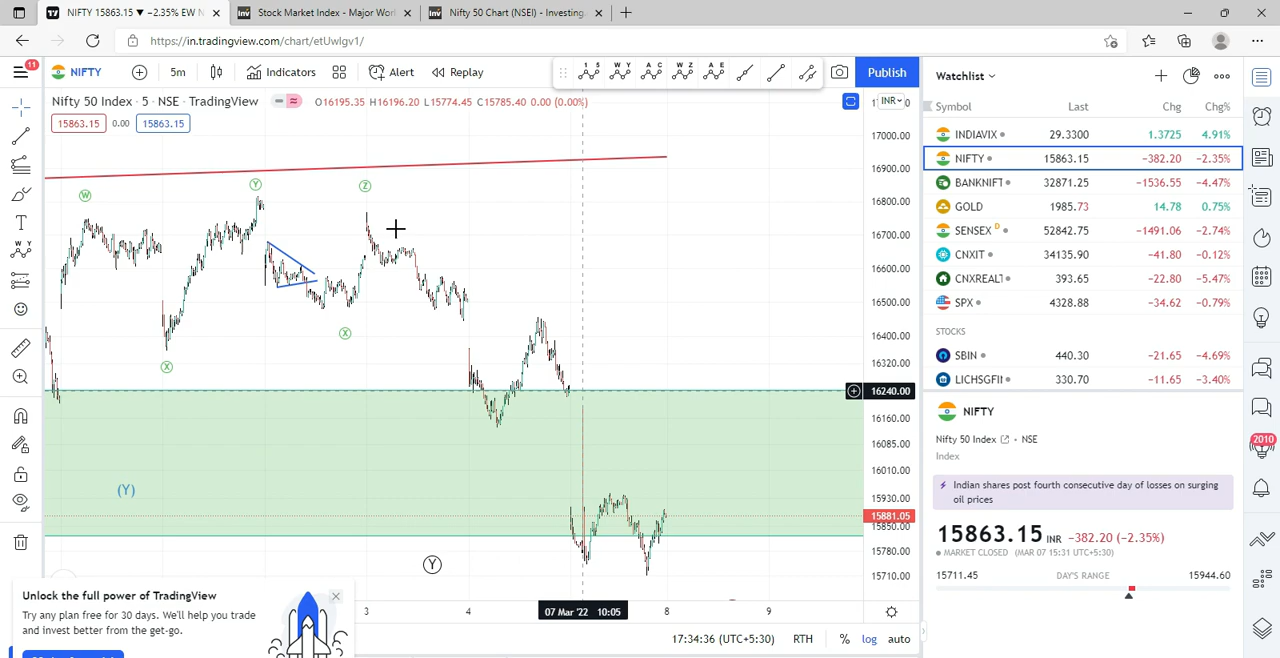 NIFTY 15863.15 ▼ −2.35% EW N
Stock Market Index - Major Worl
Nifty 50 Chart (NSEI) - Investing.
https://in.tradingview.com/chart/etUwlgv1/
11
NIFTY
5m
Indicators
Alert
Replay
Publish
Nifty 50 Index · 5 · NSE · TradingView
O16195.35 H16196.20 L15774.45 C15785.40 0.00 (0.00%)
INR
15863.15 0.00 15863.15
17000.00
16900.00
16800.00
16700.00
16600.00
16500.00
16400.00
16320.00
16240.00
16160.00
16085.00
16010.00
15930.00
15881.05
15850.00
15780.00
15710.00
W
Y
Z
X
X
(Y)
Y
3 4 07 Mar '22 10:05 8 9
17:34:36 (UTC+5:30) RTH % log auto
Unlock the full power of TradingView
Try any plan free for 30 days. We'll help you trade
and invest better from the get-go.
Watchlist
Symbol Last Chg Chg%
INDIAVIX 29.3300 1.3725 4.91%
NIFTY 15863.15 −382.20 −2.35%
BANKNIFT 32871.25 −1536.55 −4.47%
GOLD 1985.73 14.78 0.75%
SENSEX D 52842.75 −1491.06 −2.74%
CNXIT 34135.90 −41.80 −0.12%
CNXREALT 393.65 −22.80 −5.47%
SPX 4328.88 −34.62 −0.79%
STOCKS
SBIN 440.30 −21.65 −4.69%
LICHSGFIN 330.70 −11.65 −3.40%
NIFTY
Nifty 50 Index · NSE
Index
Indian shares post fourth consecutive day of losses on surging
oil prices
15863.15 INR −382.20 (−2.35%)
MARKET CLOSED (MAR 07 15:31 UTC+5:30)
15711.45 DAY'S RANGE 15944.60
2010